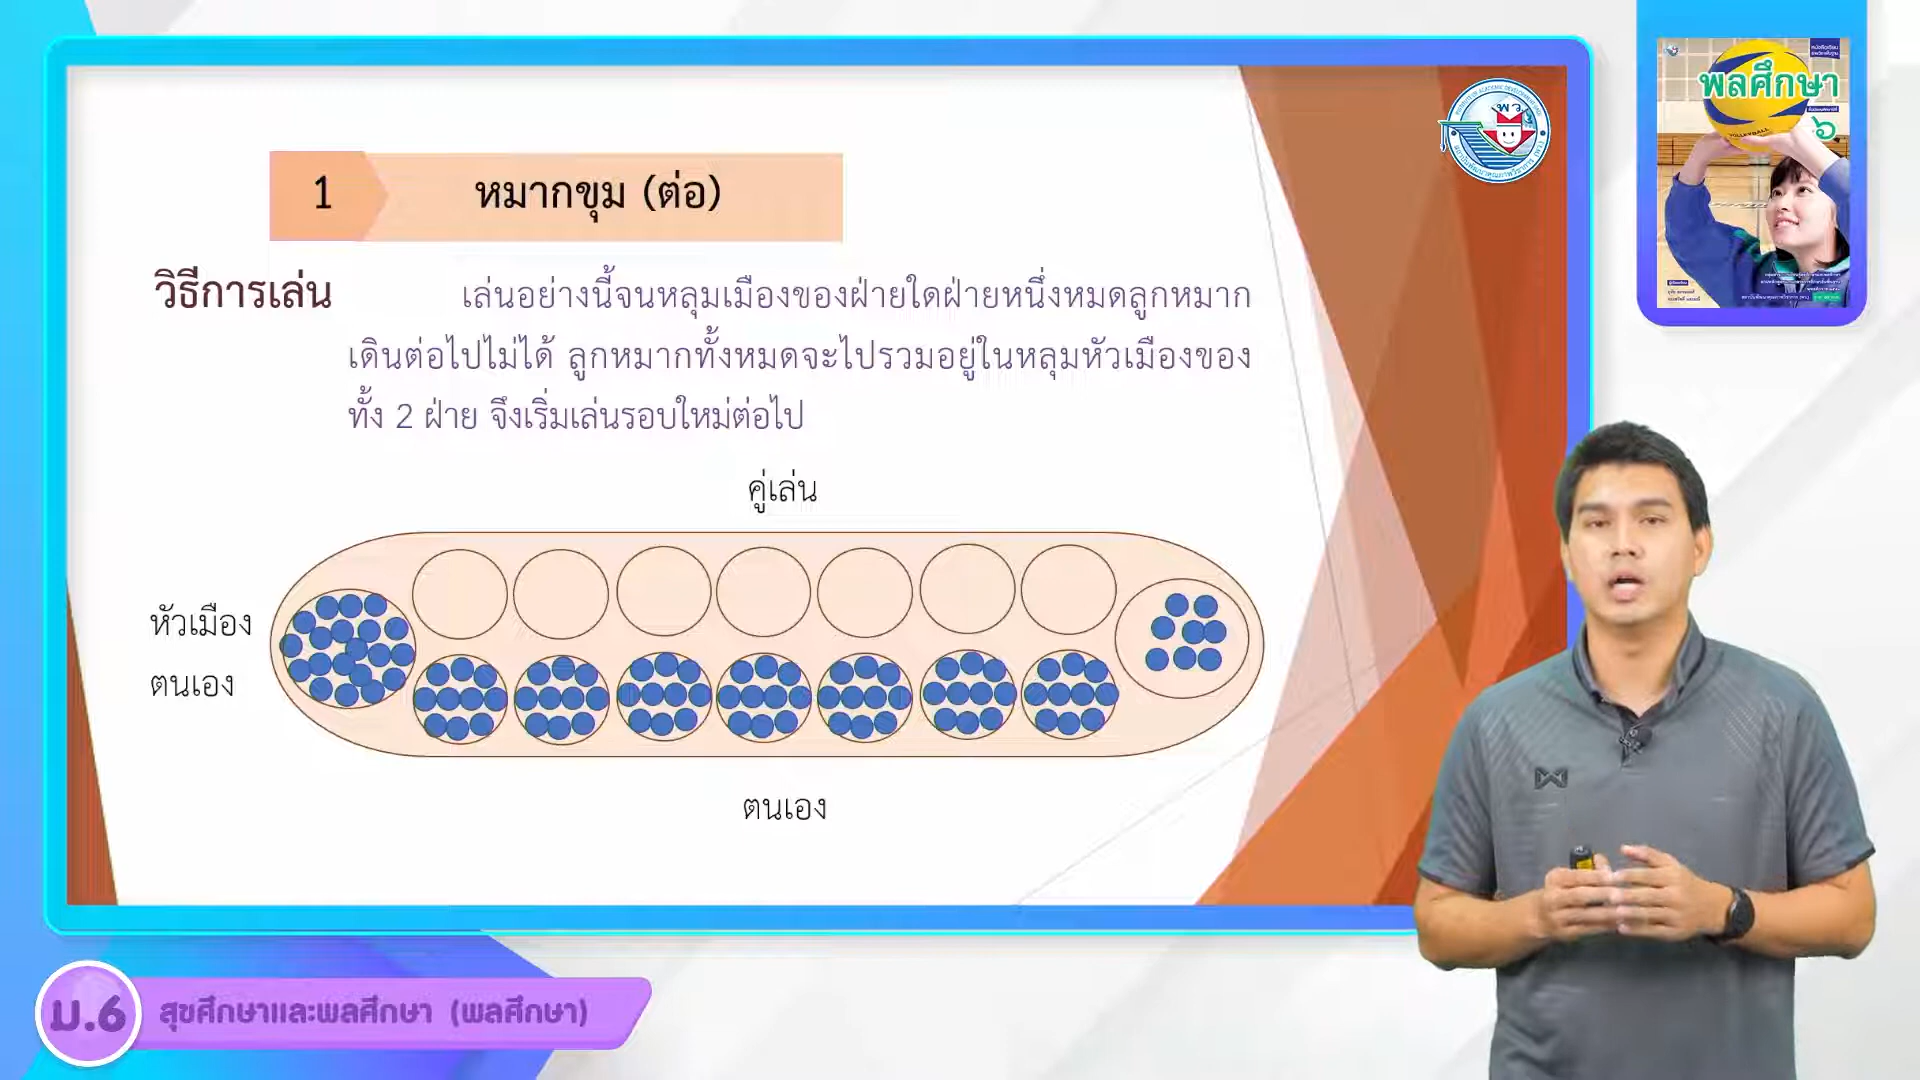 1 หมากขุม (ต่อ)
วิธีการเล่น เล่นอย่างนี้จนหลุมเมืองของฝ่ายใดฝ่ายหนึ่งหมดลูกหมาก
เดินต่อไปไม่ได้ ลูกหมากทั้งหมดจะไปรวมอยู่ในหลุมหัวเมืองของ
ทั้ง 2 ฝ่าย จึงเริ่มเล่นรอบใหม่ต่อไป
คู่เล่น
หัวเมือง
ตนเอง
ตนเอง
พลศึกษา
๖
VOLLEYBALL
พว.
ม.6 สุขศึกษาและพลศึกษา (พลศึกษา)